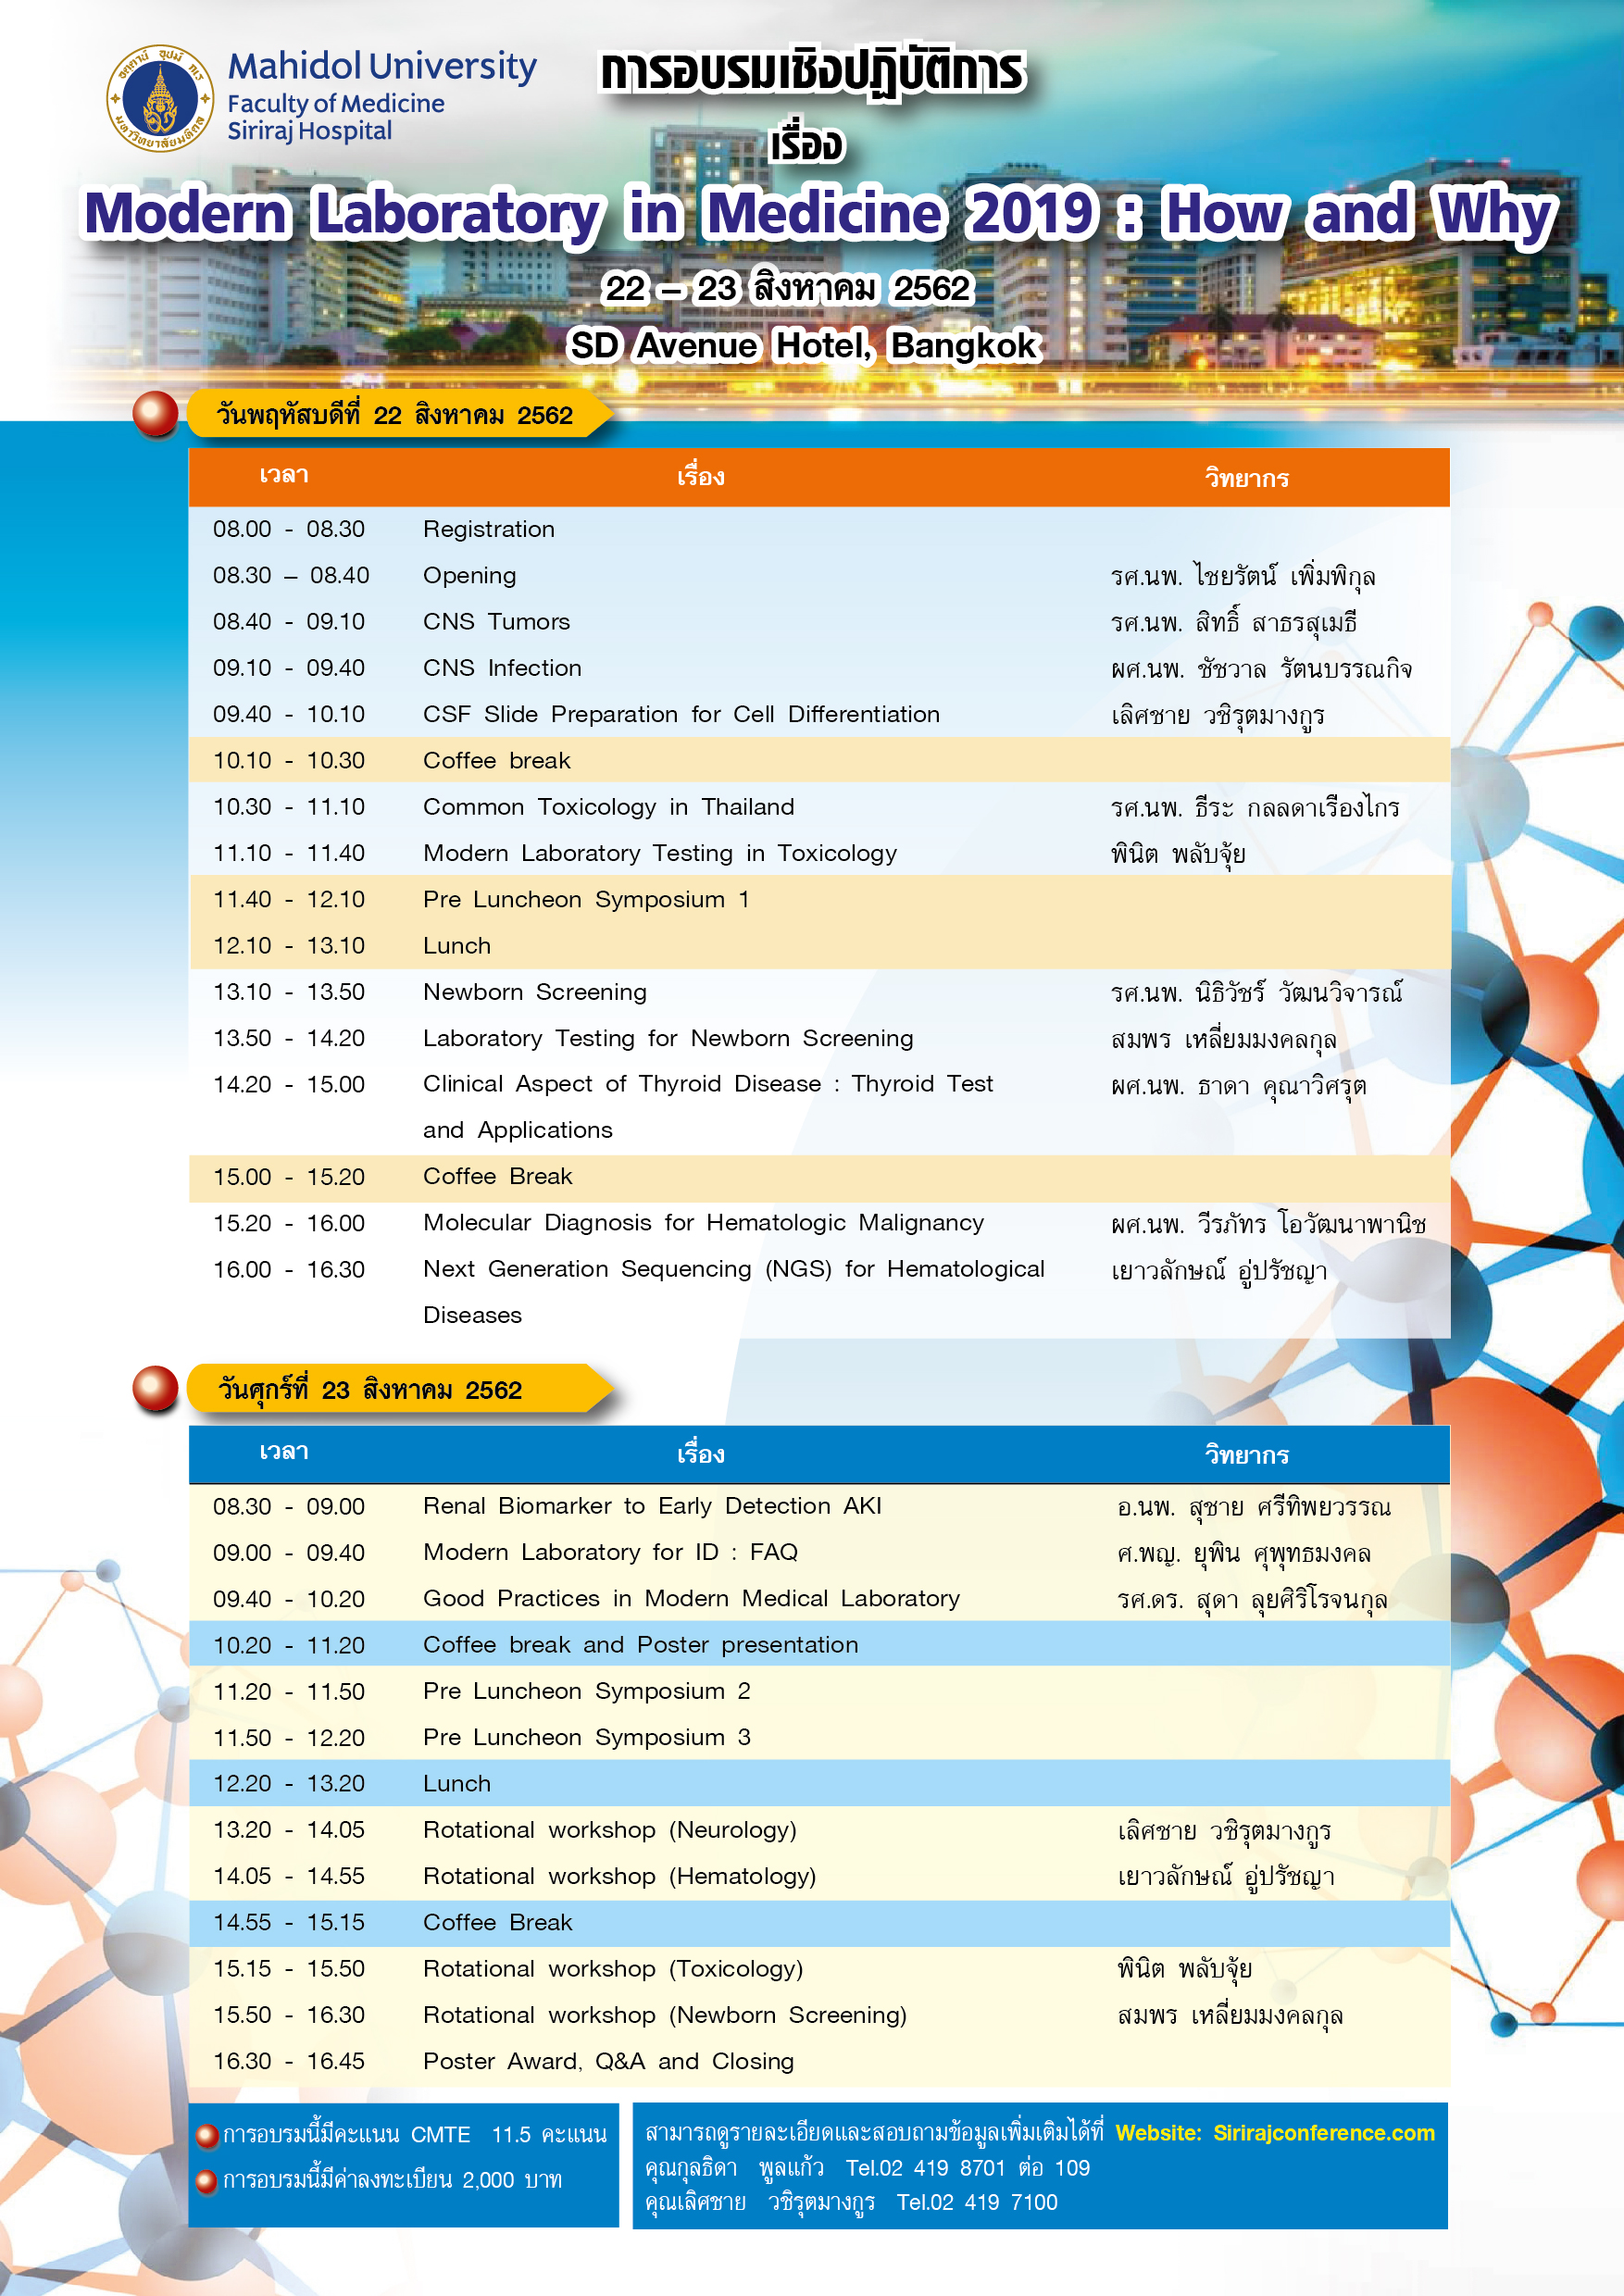 อตฺตานํ อุปมํ กเร
มหาวิทยาลัยมหิดล
Mahidol University
Faculty of Medicine
Siriraj Hospital
การอบรมเชิงปฏิบัติการ
เรื่อง
Modern Laboratory in Medicine 2019 : How and Why
22 – 23 สิงหาคม 2562
SD Avenue Hotel, Bangkok
วันพฤหัสบดีที่ 22 สิงหาคม 2562
เวลา เรื่อง วิทยากร
08.00 - 08.30 Registration
08.30 – 08.40 Opening รศ.นพ. ไชยรัตน์ เพิ่มพิกุล
08.40 - 09.10 CNS Tumors รศ.นพ. สิทธิ์ สาธรสุเมธี
09.10 - 09.40 CNS Infection ผศ.นพ. ชัชวาล รัตนบรรณกิจ
09.40 - 10.10 CSF Slide Preparation for Cell Differentiation เลิศชาย วชิรุตมางกูร
10.10 - 10.30 Coffee break
10.30 - 11.10 Common Toxicology in Thailand รศ.นพ. ธีระ กลลดาเรืองไกร
11.10 - 11.40 Modern Laboratory Testing in Toxicology พินิต พลับจุ้ย
11.40 - 12.10 Pre Luncheon Symposium 1
12.10 - 13.10 Lunch
13.10 - 13.50 Newborn Screening รศ.นพ. นิธิวัชร์ วัฒนวิจารณ์
13.50 - 14.20 Laboratory Testing for Newborn Screening สมพร เหลี่ยมมงคลกุล
14.20 - 15.00 Clinical Aspect of Thyroid Disease : Thyroid Test ผศ.นพ. ธาดา คุณาวิศรุต
and Applications
15.00 - 15.20 Coffee Break
15.20 - 16.00 Molecular Diagnosis for Hematologic Malignancy ผศ.นพ. วีรภัทร โอวัฒนาพานิช
16.00 - 16.30 Next Generation Sequencing (NGS) for Hematological เยาวลักษณ์ อู่ปรัชญา
Diseases
วันศุกร์ที่ 23 สิงหาคม 2562
เวลา เรื่อง วิทยากร
08.30 - 09.00 Renal Biomarker to Early Detection AKI อ.นพ. สุชาย ศรีทิพยวรรณ
09.00 - 09.40 Modern Laboratory for ID : FAQ ศ.พญ. ยุพิน ศุพุทธมงคล
09.40 - 10.20 Good Practices in Modern Medical Laboratory รศ.ดร. สุดา ลุยศิริโรจนกุล
10.20 - 11.20 Coffee break and Poster presentation
11.20 - 11.50 Pre Luncheon Symposium 2
11.50 - 12.20 Pre Luncheon Symposium 3
12.20 - 13.20 Lunch
13.20 - 14.05 Rotational workshop (Neurology) เลิศชาย วชิรุตมางกูร
14.05 - 14.55 Rotational workshop (Hematology) เยาวลักษณ์ อู่ปรัชญา
14.55 - 15.15 Coffee Break
15.15 - 15.50 Rotational workshop (Toxicology) พินิต พลับจุ้ย
15.50 - 16.30 Rotational workshop (Newborn Screening) สมพร เหลี่ยมมงคลกุล
16.30 - 16.45 Poster Award, Q&A and Closing
การอบรมนี้มีคะแนน CMTE 11.5 คะแนน
การอบรมนี้มีค่าลงทะเบียน 2,000 บาท
สามารถดูรายละเอียดและสอบถามข้อมูลเพิ่มเติมได้ที่ Website: Sirirajconference.com
คุณกุลธิดา พูลแก้ว Tel.02 419 8701 ต่อ 109
คุณเลิศชาย วชิรุตมางกูร Tel.02 419 7100